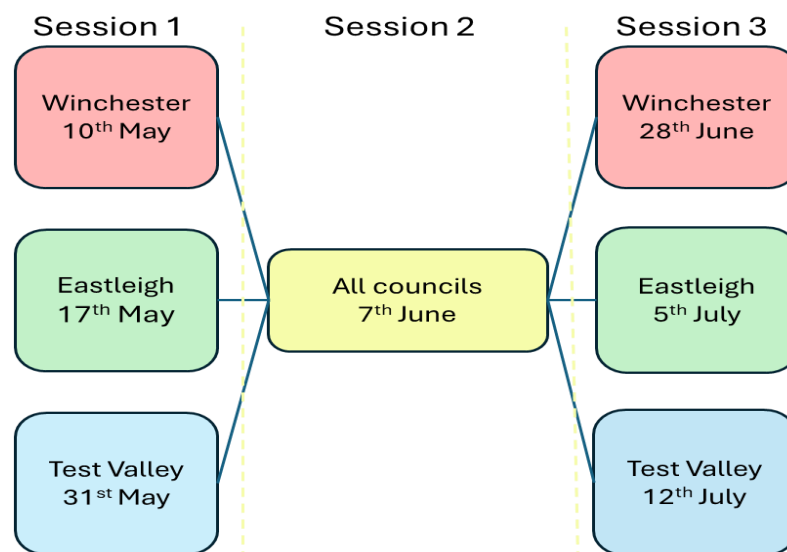 Session 1
Session 2
Session 3
Winchester
10th May
Winchester
28th June
Eastleigh
17th May
All councils
7th June
Eastleigh
5th July
Test Valley
31st May
Test Valley
12th July